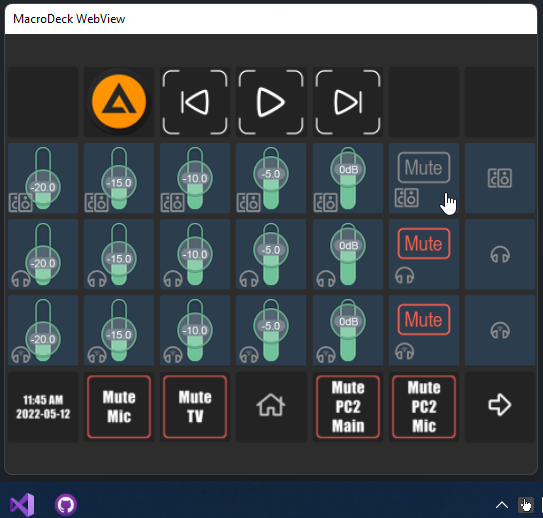 MacroDeck WebView
-20.0
-15.0
-10.0
-5.0
0dB
Mute
-20.0
-15.0
-10.0
-5.0
0dB
Mute
-20.0
-15.0
-10.0
-5.0
0dB
Mute
11:45 AM
2022-05-12
Mute
Mic
Mute
TV
Mute
PC2
Main
Mute
PC2
Mic